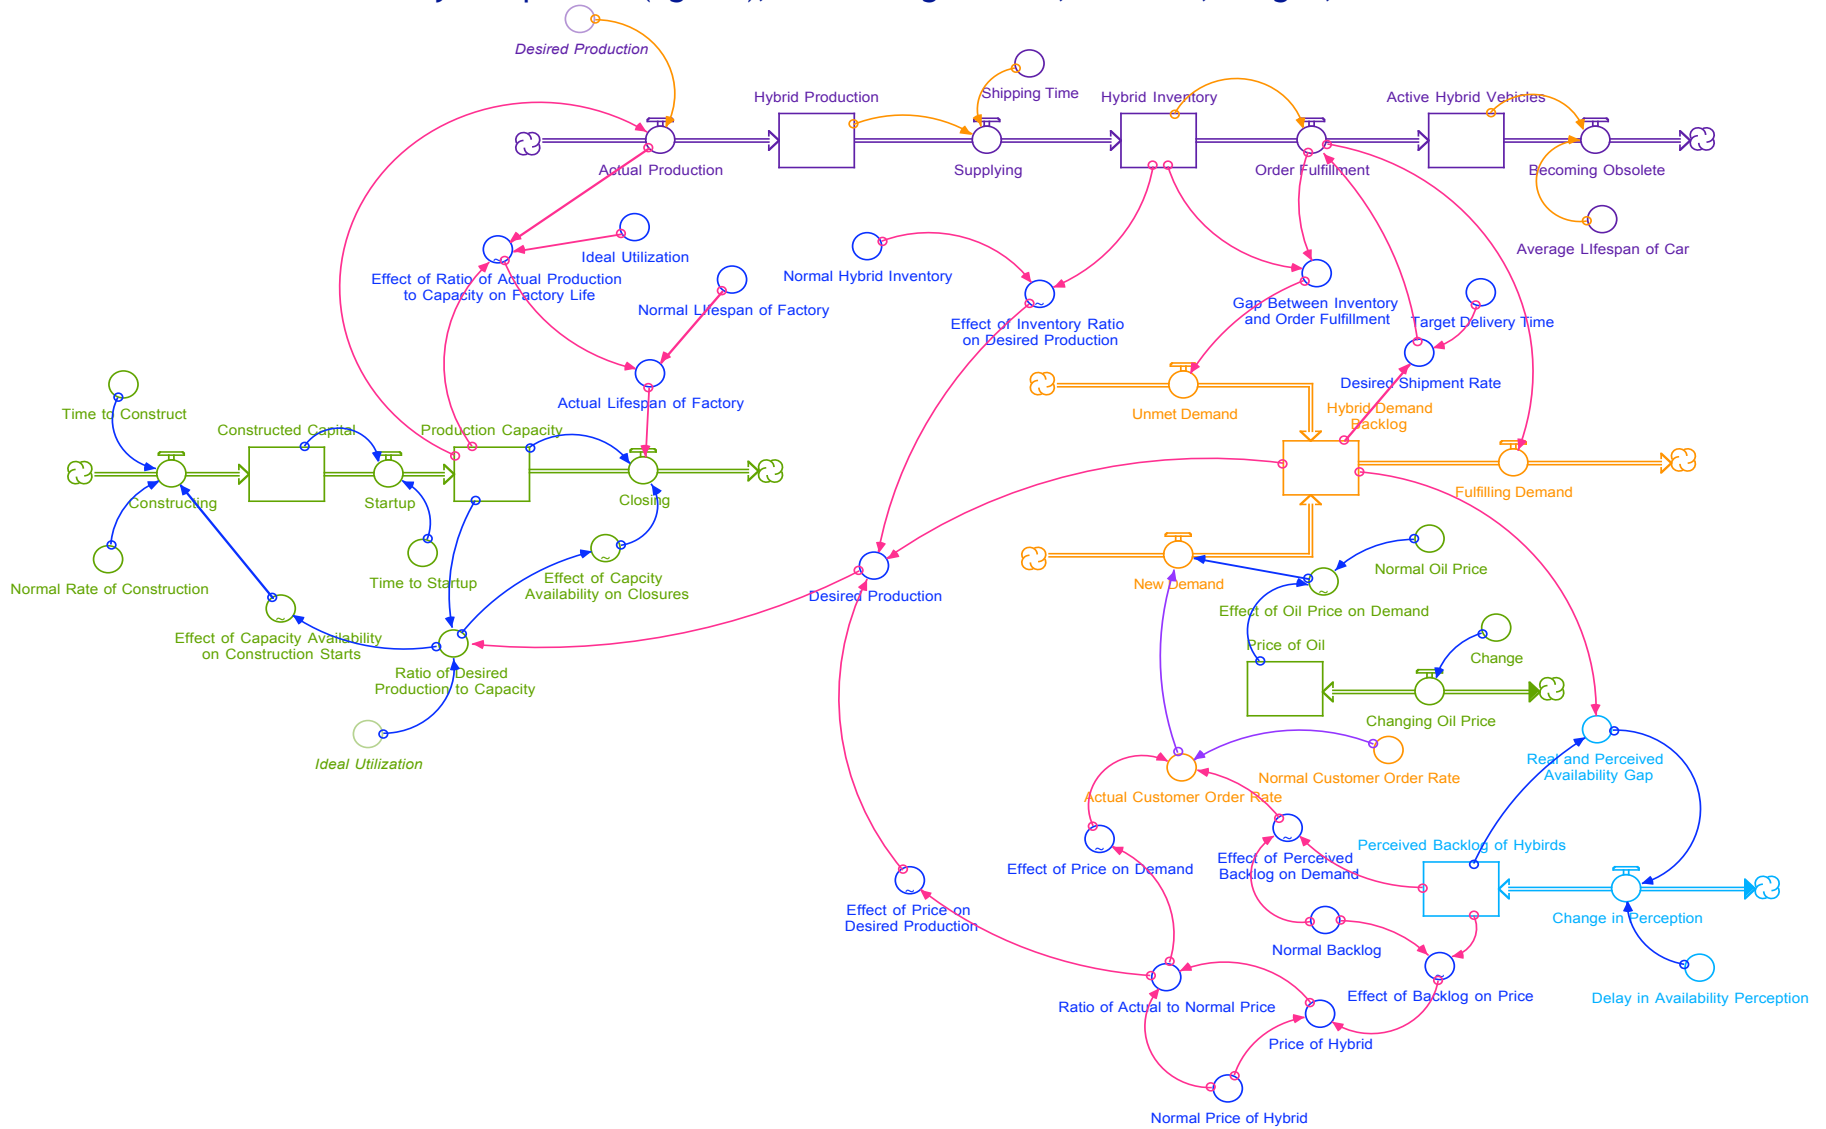 Desired Production
Hybrid Production
Shipping Time
Hybrid Inventory
Active Hybrid Vehicles
Actual Production
Supplying
Order Fulfillment
Becoming Obsolete
Ideal Utilization
Effect of Ratio of Actual Production
to Capacity on Factory Life
Normal Hybrid Inventory
Average LIfespan of Car
Normal LIfespan of Factory
Effect of Inventory Ratio
on Desired Production
Gap Between Inventory
and Order Fulfillment
Target Delivery Time
Desired Shipment Rate
Actual Lifespan of Factory
Time to Construct
Constructed Capital
Production Capacity
Unmet Demand
Hybrid Demand
Backlog
Constructing
Startup
Closing
Fulfilling Demand
Normal Rate of Construction
Time to Startup
Effect of Capcity
Availability on Closures
Desired Production
New Demand
Normal Oil Price
Effect of Oil Price on Demand
Effect of Capacity Availability
on Construction Starts
Ratio of Desired
Production to Capacity
Price of Oil
Change
Changing Oil Price
Ideal Utilization
Real and Perceived
Availability Gap
Normal Customer Order Rate
Actual Customer Order Rate
Effect of Price on Demand
Effect of Perceived
Backlog on Demand
Perceived Backlog of Hybirds
Effect of Price on
Desired Production
Change in Perception
Normal Backlog
Ratio of Actual to Normal Price
Effect of Backlog on Price
Delay in Availability Perception
Price of Hybrid
Normal Price of Hybrid